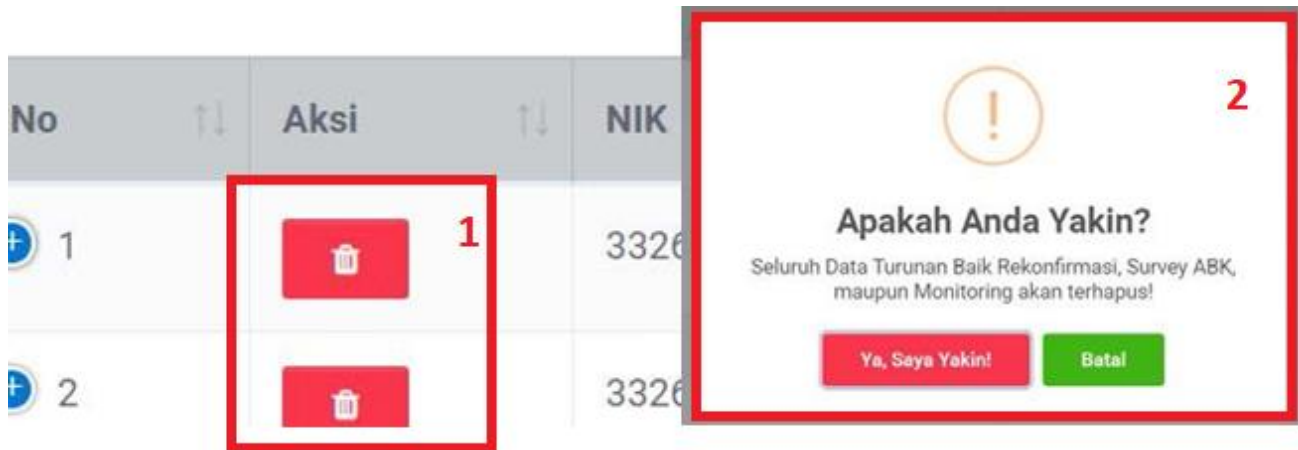 No Aksi NIK
1 3326
1
2 3326
2
!
Apakah Anda Yakin?
Seluruh Data Turunan Baik Rekonfirmasi, Survey ABK,
maupun Monitoring akan terhapus!
Ya, Saya Yakin! Batal